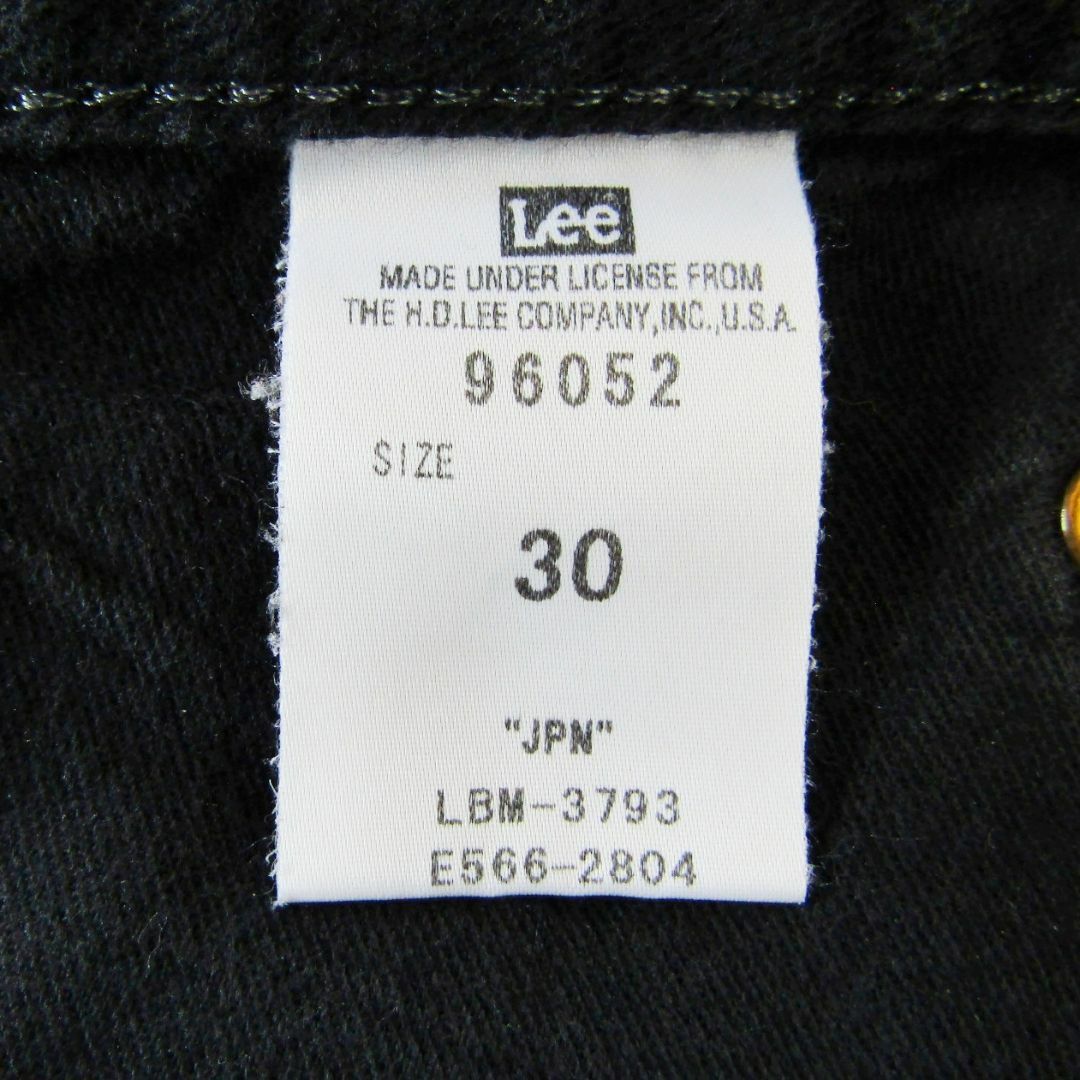 Lee
MADE UNDER LICENSE FROM
THE H.D.LEE COMPANY,INC.,U.S.A.
96052
SIZE
30
"JPN"
LBM-3793
E566-2804